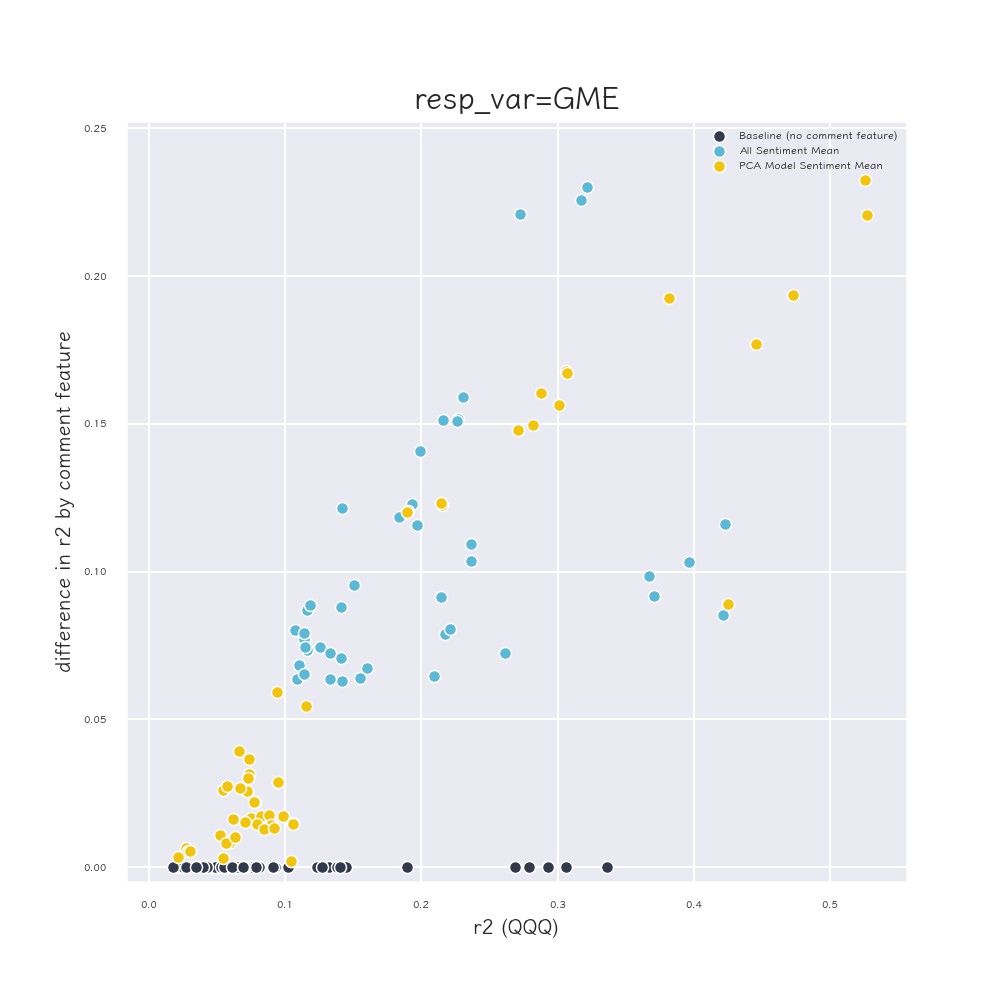 resp_var=GME
0.25
Baseline (no comment feature)
All Sentiment Mean
PCA Model Sentiment Mean
0.20
0.15
0.10
0.05
0.00
difference in r2 by comment feature
0.0 0.1 0.2 0.3 0.4 0.5
r2 (QQQ)